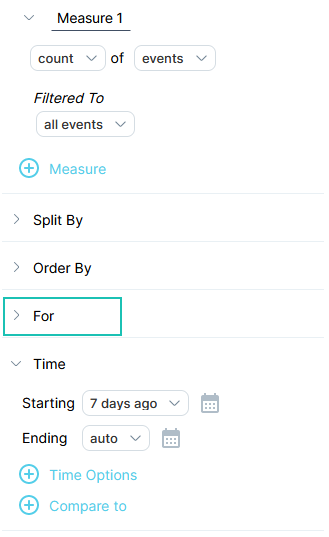 Measure 1
count of events
Filtered To
all events
Measure
Split By
Order By
For
Time
Starting 7 days ago
Ending auto
Time Options
Compare to